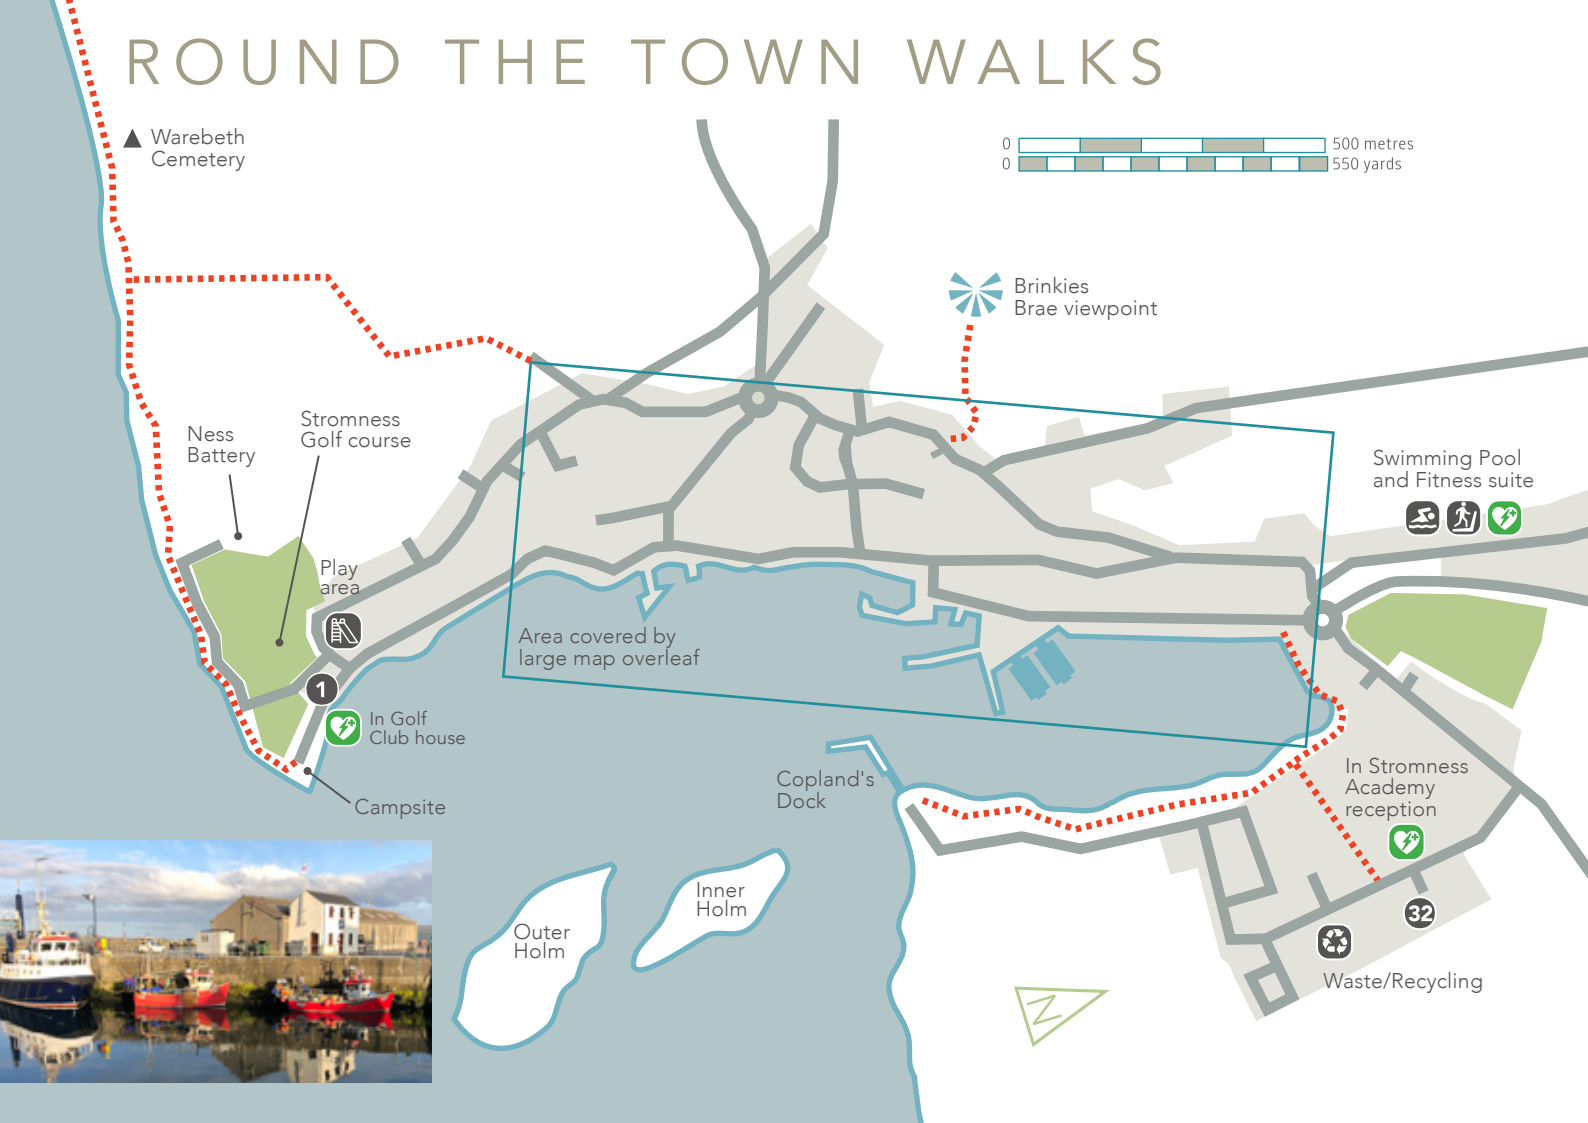 ROUND THE TOWN WALKS
Warebeth
Cemetery
0
500 metres
0
550 yards
Brinkies
Brae viewpoint
Stromness
Golf course
Ness
Battery
Swimming Pool
and Fitness suite
Play
area
Area covered by
large map overleaf
1
In Golf
Club house
Campsite
Copland's
Dock
In Stromness
Academy
reception
Inner
Holm
Outer
Holm
32
Waste/Recycling
N